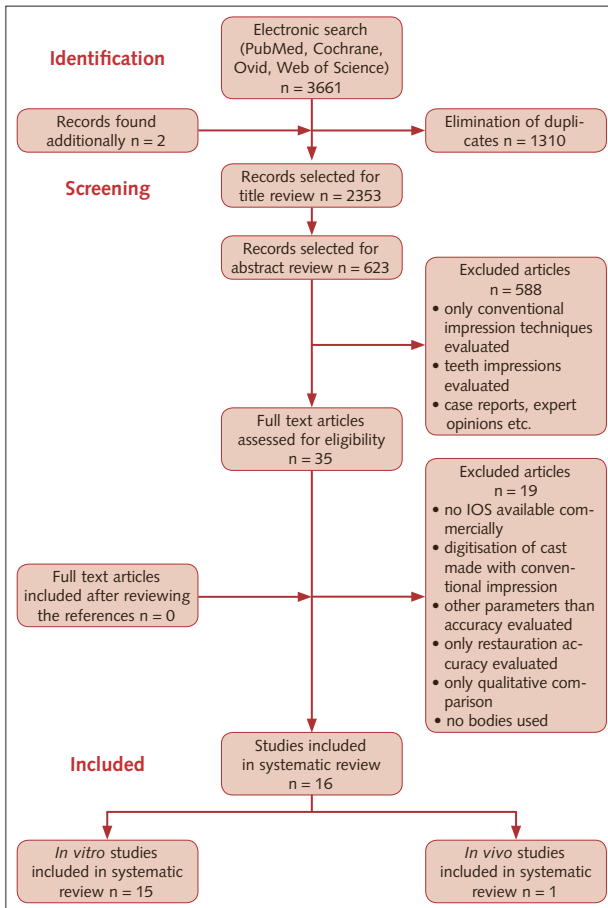 Electronic search
(PubMed, Cochrane,
Ovid, Web of Science)
n = 3661
Identification
Records found
additionally n = 2
Elimination of dupli-
cates n = 1310
Records selected for
title review n = 2353
Screening
Records selected for
abstract review n = 623
Excluded articles
n = 588
• only conventional
impression techniques
evaluated
• teeth impressions
evaluated
• case reports, expert
opinions etc.
Full text articles
assessed for eligibility
n = 35
Excluded articles
n = 19
• no IOS available com-
mercially
• digitisation of cast
made with conven-
tional impression
• other parameters than
accuracy evaluated
• only restauration ac-
curacy evaluated
• only qualitative com-
parison
• no bodies used
Full text articles
included after reviewing
the references n = 0
Studies included
in systematic review
n = 16
Included
In vitro studies
included in systematic
review n = 15
In vivo studies
included in systematic
review n = 1